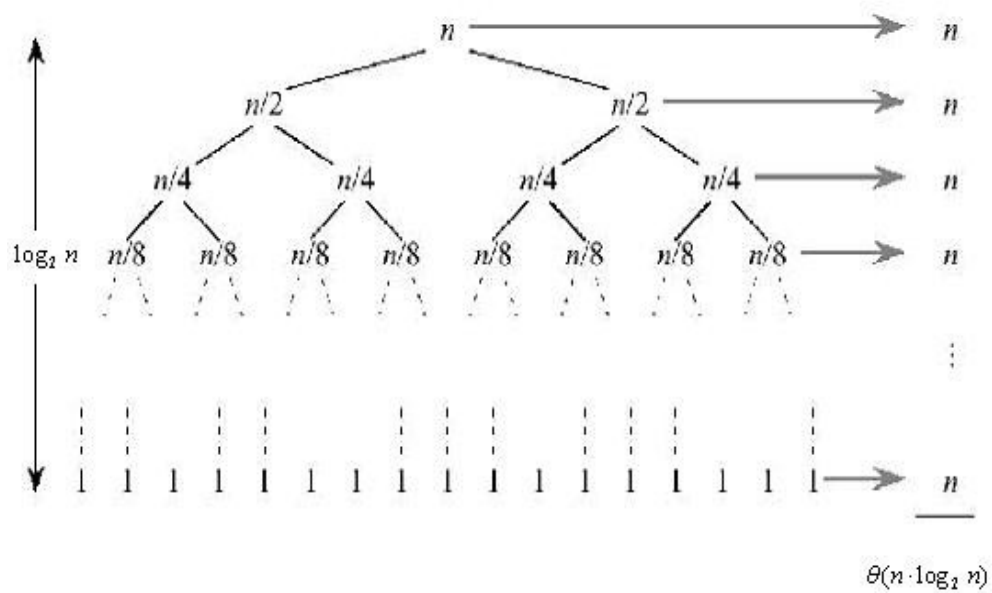 n n
n/2 n/2 n
n/4 n/4 n/4 n/4 n
log₂ n n/8 n/8 n/8 n/8 n/8 n/8 n/8 n/8 n
⋮
1 1 1 1 1 1 1 1 1 1 1 1 1 1 1 1 1 n
θ(n·log₂ n)